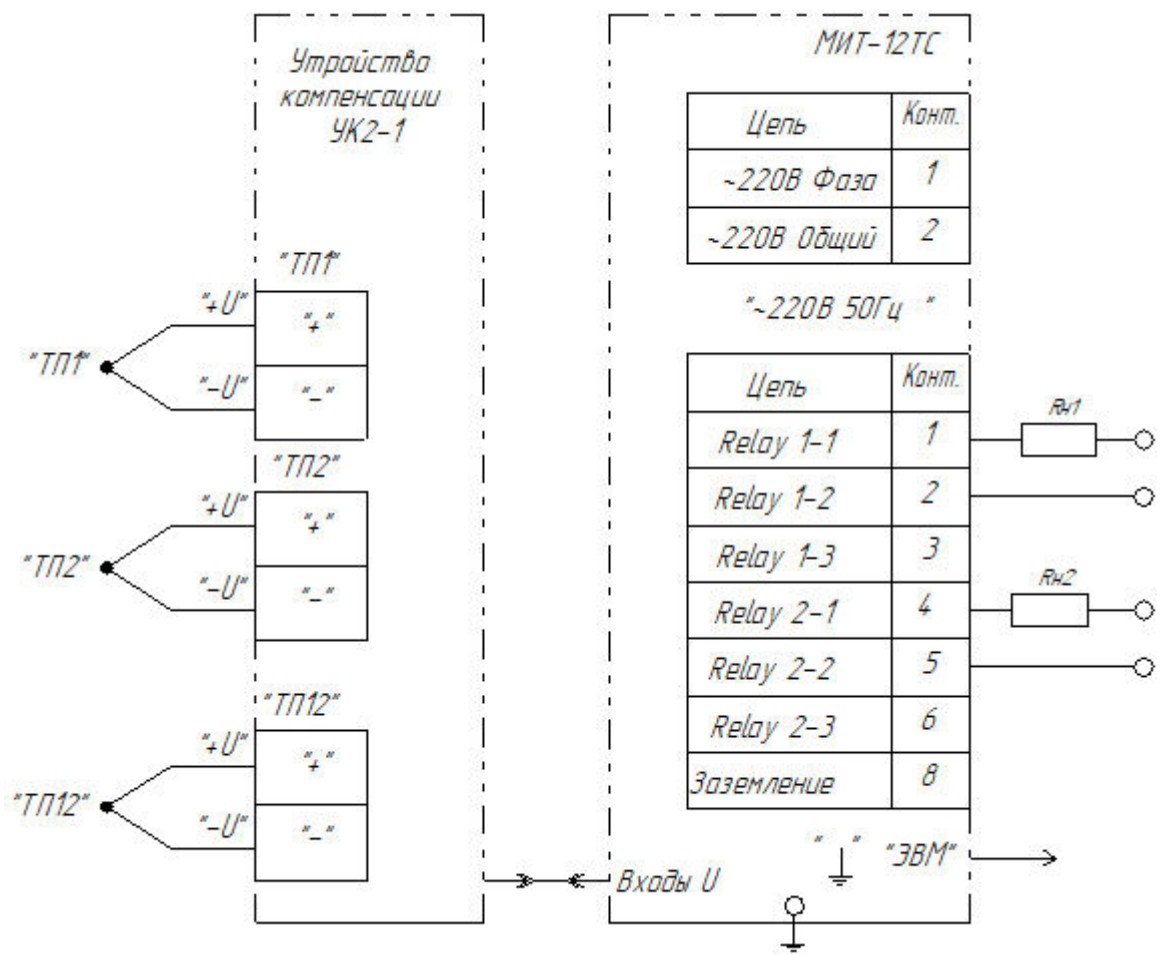 Утройство
компенсации
УК2-1
"ТП1"
"+U"
"+"
"ТП1"
"-U"
"-"
"ТП2"
"+U"
"+"
"ТП2"
"-U"
"-"
"ТП12"
"+U"
"+"
"ТП12"
"-U"
"-"
МИТ-12ТС
Цепь Конт.
~220В Фаза 1
~220В Общий 2
"~220В 50Гц "
Цепь Конт.
Relay 1-1 1
Relay 1-2 2
Relay 1-3 3
Relay 2-1 4
Relay 2-2 5
Relay 2-3 6
Заземление 8
Rн1
Rн2
" " "ЭВМ"
Входы U